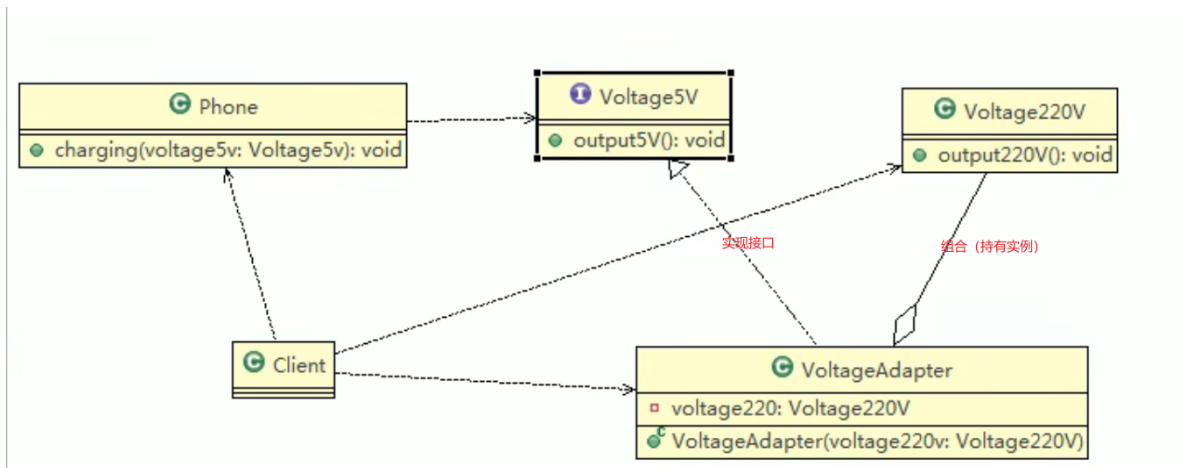 Phone
charging(voltage5v: Voltage5v): void
Voltage5V
output5V(): void
Voltage220V
output220V(): void
实现接口
组合（持有实例）
Client
VoltageAdapter
voltage220: Voltage220V
VoltageAdapter(voltage220v: Voltage220V)